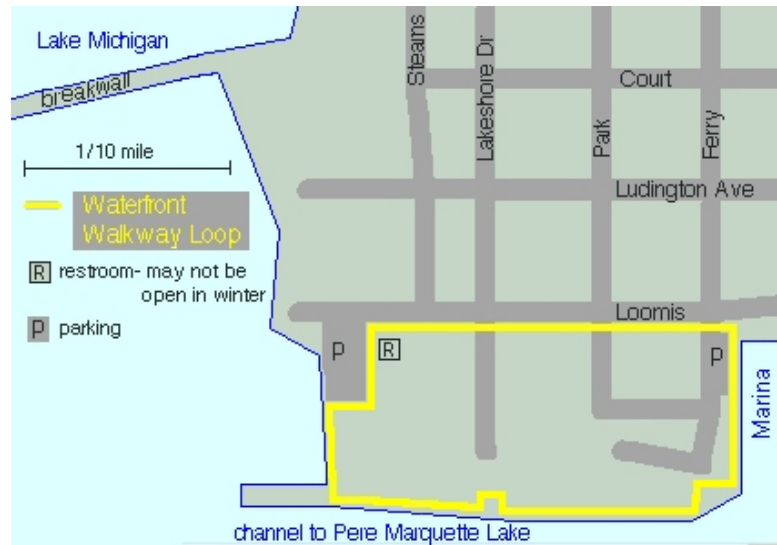 Lake Michigan
breakwall
1/10 mile
Waterfront
Walkway Loop
R restroom- may not be
open in winter
P parking
Stearns
Lakeshore Dr
Park
Ferry
Court
Ludington Ave
Loomis
P
R
P
Marina
channel to Pere Marquette Lake